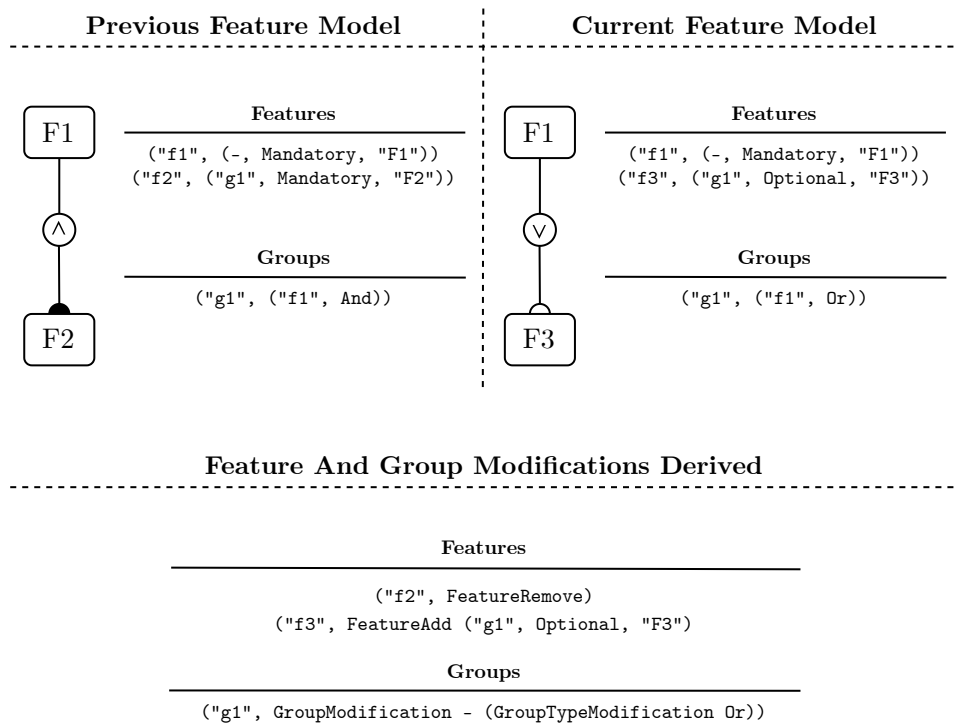 Previous Feature Model
F1
∧
F2
Features
("f1", (-, Mandatory, "F1"))
("f2", ("g1", Mandatory, "F2"))
Groups
("g1", ("f1", And))
Current Feature Model
F1
∨
F3
Features
("f1", (-, Mandatory, "F1"))
("f3", ("g1", Optional, "F3"))
Groups
("g1", ("f1", Or))
Feature And Group Modifications Derived
Features
("f2", FeatureRemove)
("f3", FeatureAdd ("g1", Optional, "F3")
Groups
("g1", GroupModification - (GroupTypeModification Or))